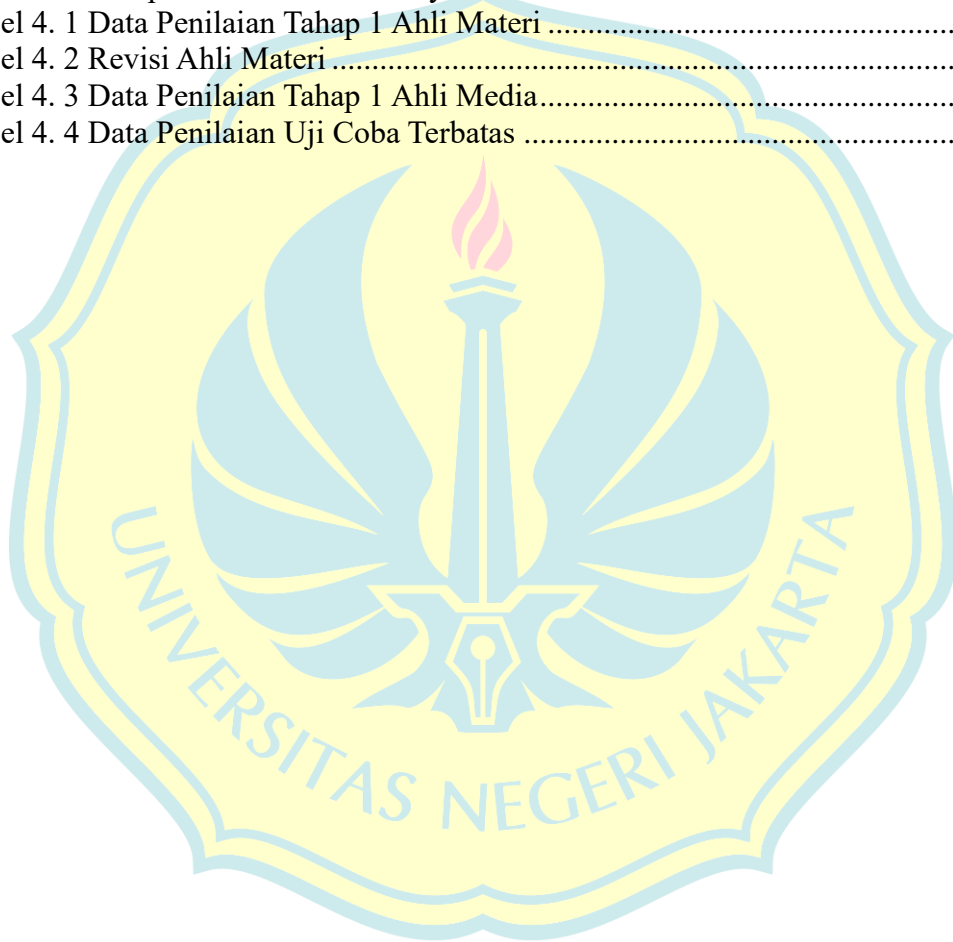 el 4. 1 Data Penilaian Tahap 1 Ahli Materi ................................................
el 4. 2 Revisi Ahli Materi ................................................................
el 4. 3 Data Penilaian Tahap 1 Ahli Media................................................
el 4. 4 Data Penilaian Uji Coba Terbatas ................................................
UNIVERSITAS NEGERI JAKARTA